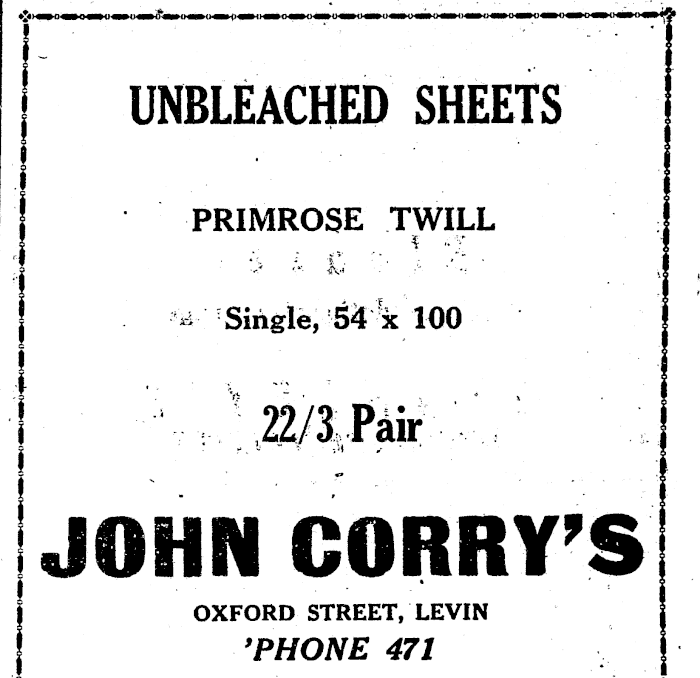 UNBLEACHED SHEETS
PRIMROSE TWILL
Single, 54 x 100
22/3 Pair
JOHN CORRY'S
OXFORD STREET, LEVIN
'PHONE 471